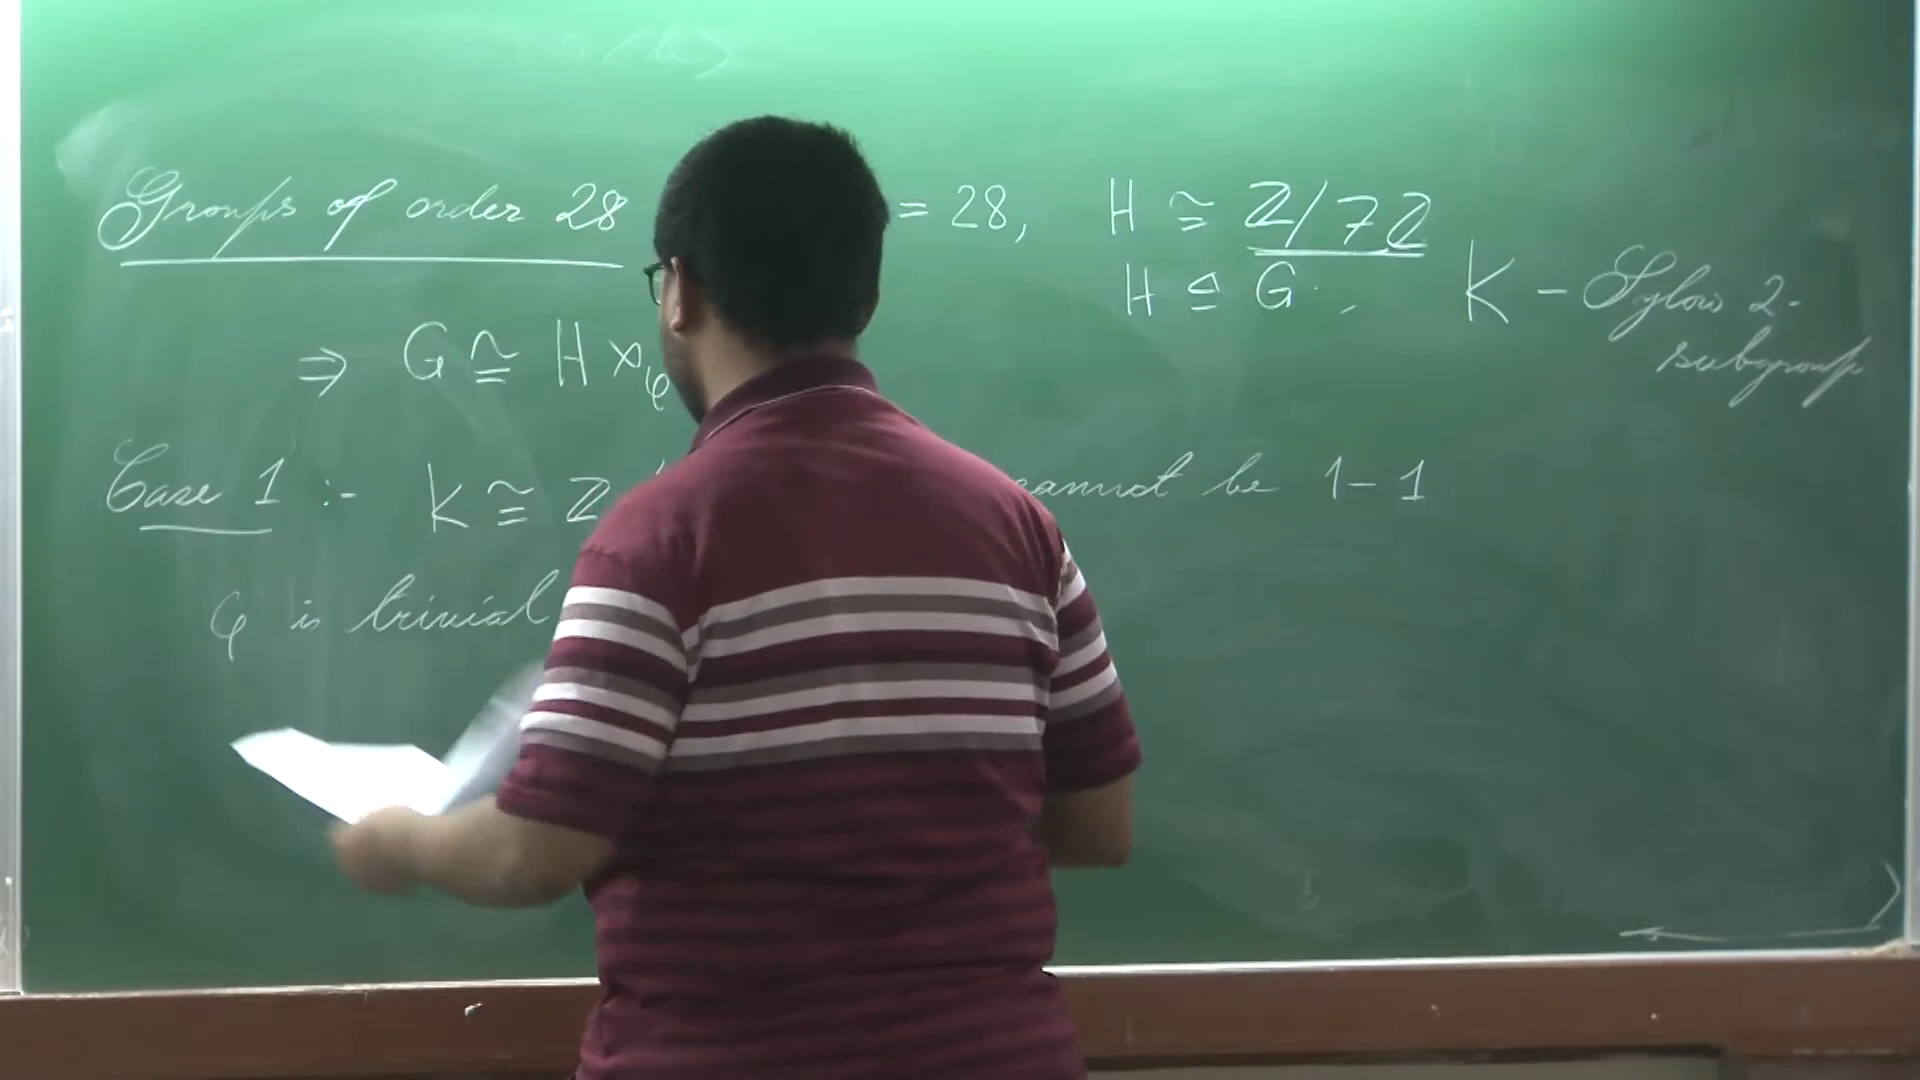 Groups of order 28 = 28, H ≅ Z/7Z
H ⊴ G, K - Sylow 2-
subgroup
⇒ G ≅ H ⋊φ
Case 1 :- K ≅ Z cannot be 1-1
φ is trivial